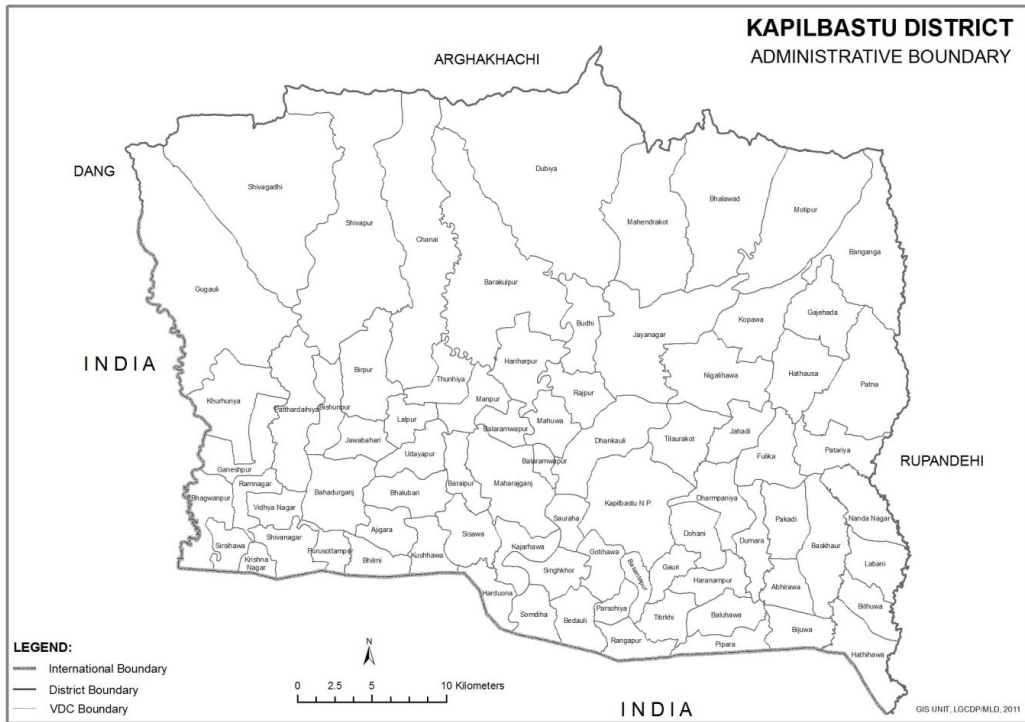 KAPILBASTU DISTRICT
ADMINISTRATIVE BOUNDARY
ARGHAKHACHI
DANG
Dubiya
Shivagadhi
Bhalawad
Motipur
Shivapur
Mahendrakot
Chanai
Banganga
Barakulpur
Gugauli
Gajehada
Kopawa
Budhi
Jayanagar
INDIA
Hariharpur
Birpur
Thunhiya
Nigalihawa
Hathausa
Patna
Rajpur
Khurhuriya
Manpur
Patthardaihiya
Bishunpur
Lalpur
Mahuwa
Balaramwapur
Jahadi
Jawabahari
Dhankauli
Tilaurakot
Udayapur
Fulika
Patariya
RUPANDEHI
Balaramwapur
Ganeshpur
Baraipur
Maharajganj
Ramnagar
Bahadurganj
Bhalubari
Bhagwanpur
Dharmpaniya
Vidhya Nagar
Kapilbastu N.P.
Sauraha
Pakadi
Nanda Nagar
Ajigara
Sisawa
Dohani
Shivanagar
Dumara
Sirsihawa
Kajarhawa
Baskhaur
Purusottampur
Kushhawa
Gotihawa
Krishna
Nagar
Bhilmi
Singhkhor
Basantapur
Gauri
Labani
Haranampur
Abhirawa
Harduona
Parsohiya
Bithuwa
Somdiha
Bedauli
Titirkhi
Baluhawa
Bijuwa
Rangapur
Pipara
Hathihawa
LEGEND:
International Boundary
District Boundary
VDC Boundary
N
0 2.5 5 10 Kilometers
INDIA
GIS UNIT, LGCDP/MLD, 2011